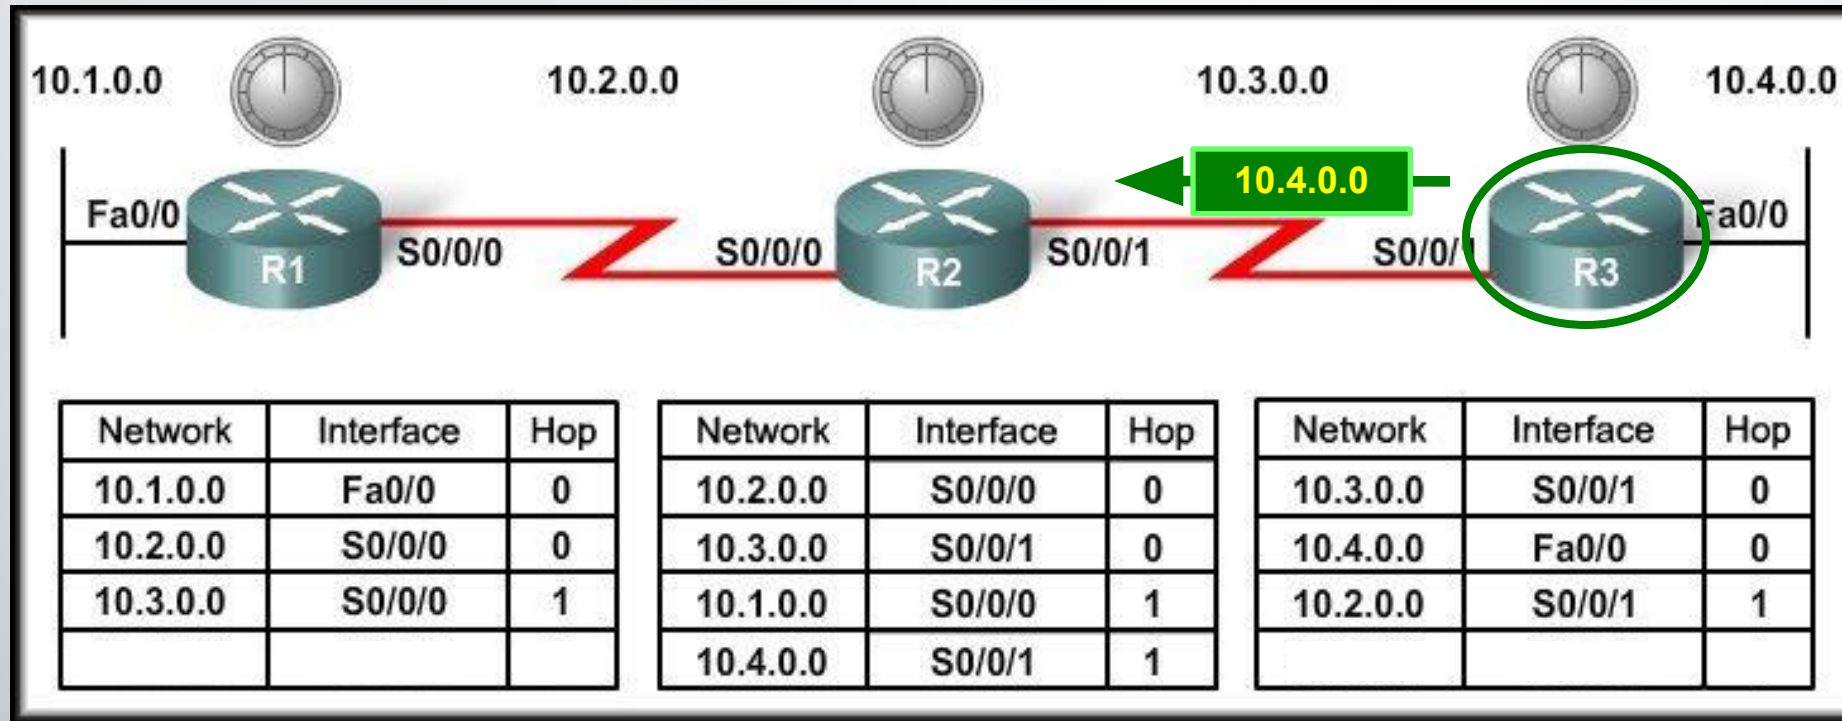 10.1.0.0 10.2.0.0 10.3.0.0 10.4.0.0
10.4.0.0
Fa0/0 S0/0/0 S0/0/0 S0/0/1 S0/0/1 Fa0/0
R1 R2 R3
Network Interface Hop
10.1.0.0 Fa0/0 0
10.2.0.0 S0/0/0 0
10.3.0.0 S0/0/0 1
Network Interface Hop
10.2.0.0 S0/0/0 0
10.3.0.0 S0/0/1 0
10.1.0.0 S0/0/0 1
10.4.0.0 S0/0/1 1
Network Interface Hop
10.3.0.0 S0/0/1 0
10.4.0.0 Fa0/0 0
10.2.0.0 S0/0/1 1